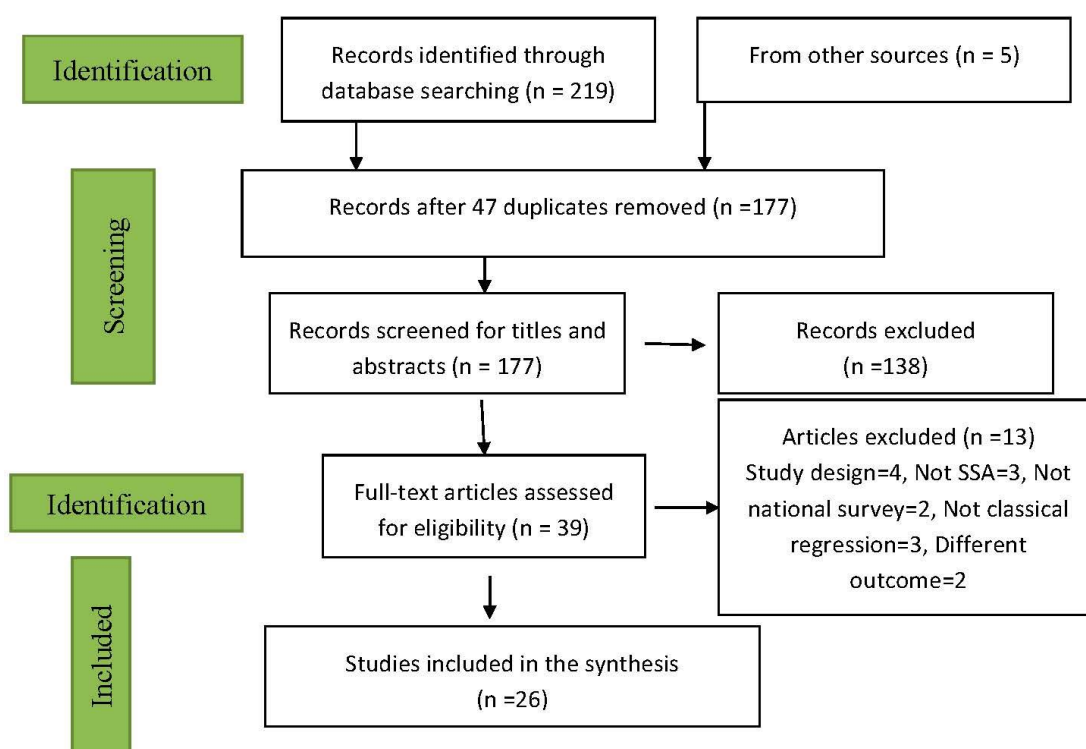 Identification
Records identified through
database searching (n = 219)
From other sources (n = 5)
Screening
Records after 47 duplicates removed (n =177)
Records screened for titles and
abstracts (n = 177)
Records excluded
(n =138)
Identification
Full-text articles assessed
for eligibility (n = 39)
Articles excluded (n =13)
Study design=4, Not SSA=3, Not
national survey=2, Not classical
regression=3, Different
outcome=2
Included
Studies included in the synthesis
(n =26)